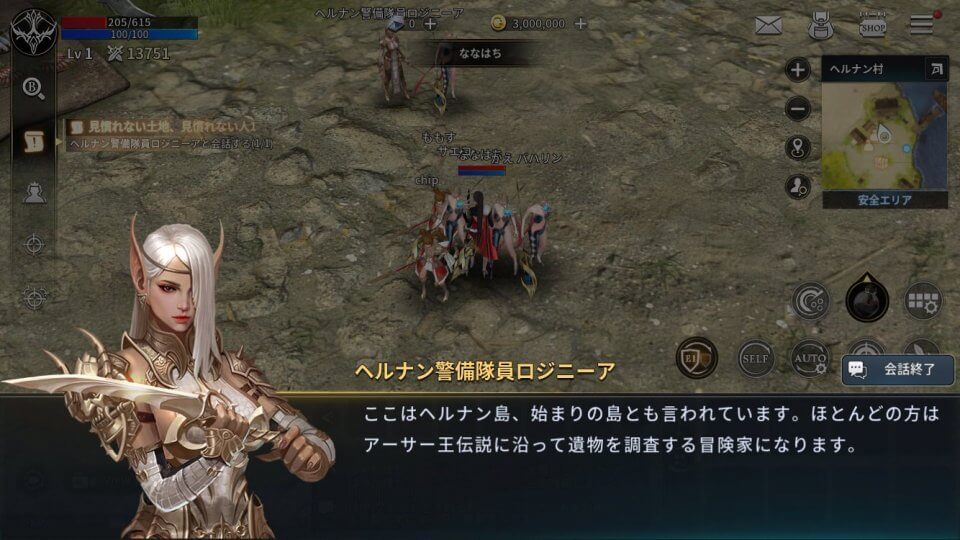 205/615
100/100
Lv 1 13751
ヘルナン警備隊員ロジニーア
0
3,000,000
SHOP
ななはち
B
ヘルナン村
見慣れない土地、見慣れない人1
ヘルナン警備隊員ロジニーアと会話する(1/1)
ももす
バハリン
chip
安全エリア
SELF
AUTO
会話終了
ヘルナン警備隊員ロジニーア
ここはヘルナン島、始まりの島とも言われています。ほとんどの方は
アーサー王伝説に沿って遺物を調査する冒険家になります。